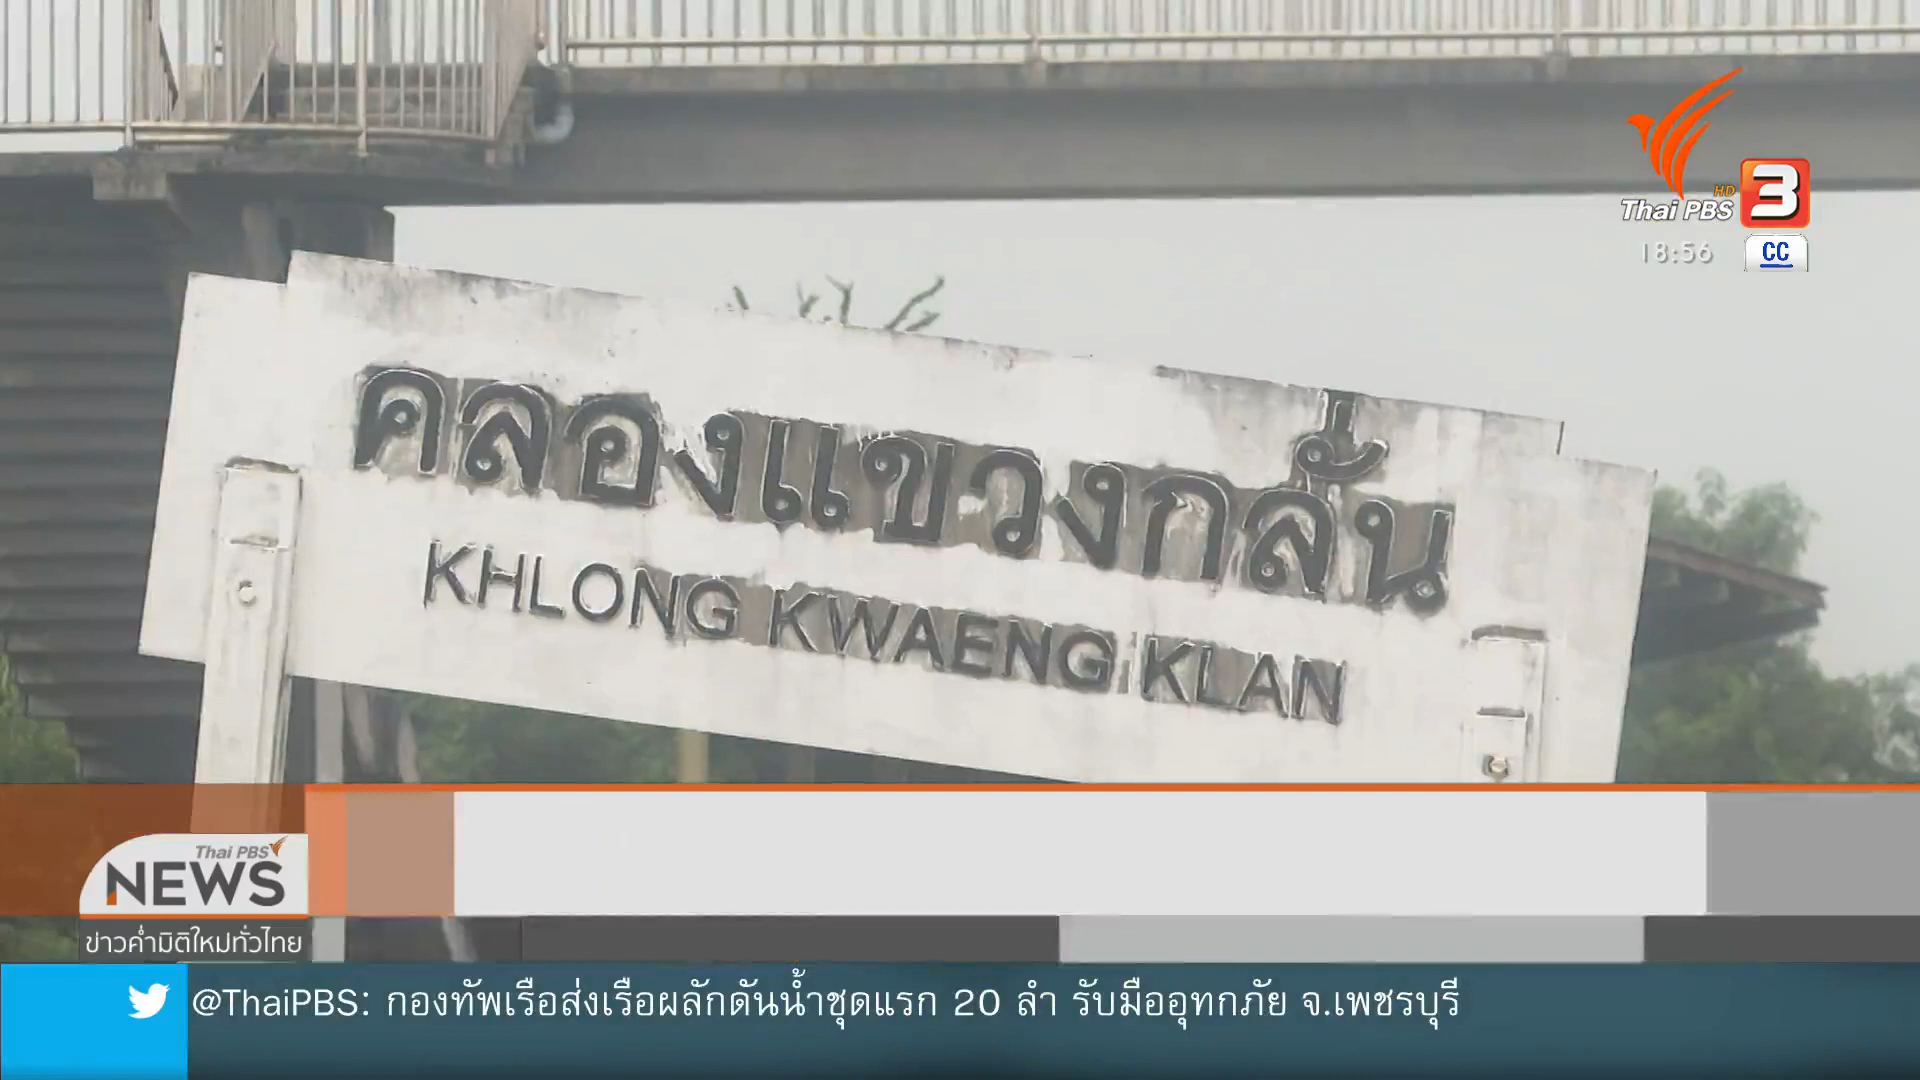 HD
Thai PBS 3
18:56 CC
คลองแขวงกลั่น
KHLONG KWAENG KLAN
Thai PBS
NEWS
ข่าวค่ำมิติใหม่ทั่วไทย
@ThaiPBS: กองทัพเรือส่งเรือผลักดันน้ำชุดแรก 20 ลำ รับมืออุทกภัย จ.เพชรบุรี